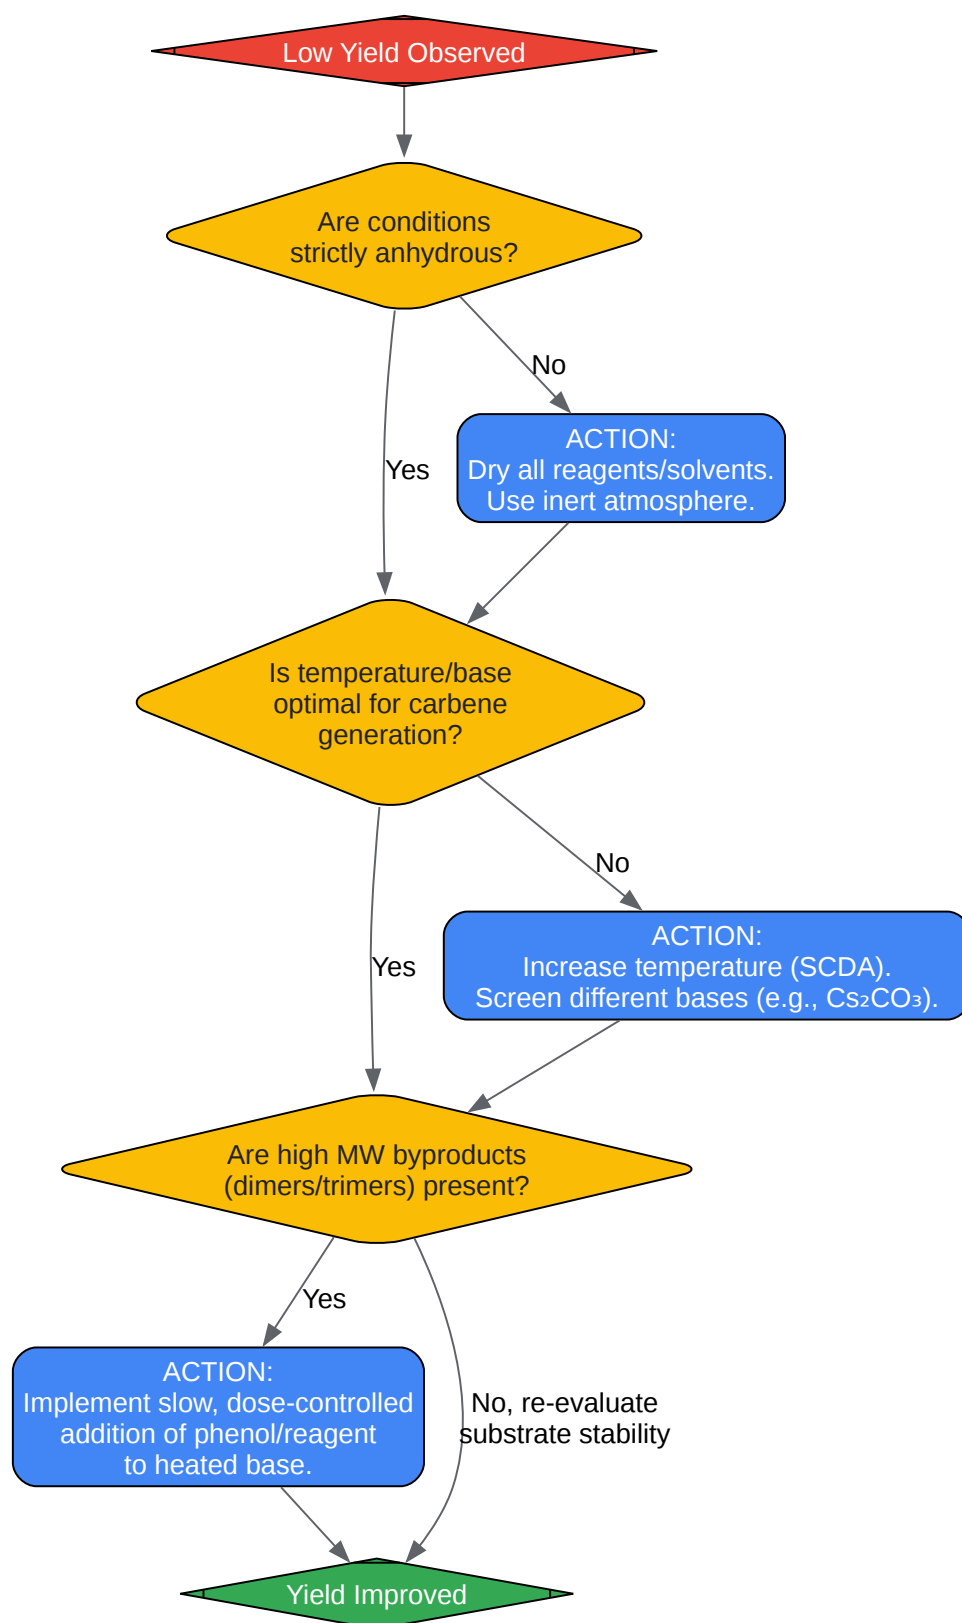 Low Yield Observed
Are conditions
strictly anhydrous?
No
ACTION:
Dry all reagents/solvents.
Use inert atmosphere.
Yes
Is temperature/base
optimal for carbene
generation?
No
ACTION:
Increase temperature (SCDA).
Screen different bases (e.g., Cs₂CO₃).
Yes
Are high MW byproducts
(dimers/trimers) present?
Yes
ACTION:
Implement slow, dose-controlled
addition of phenol/reagent
to heated base.
No, re-evaluate
substrate stability
Yield Improved